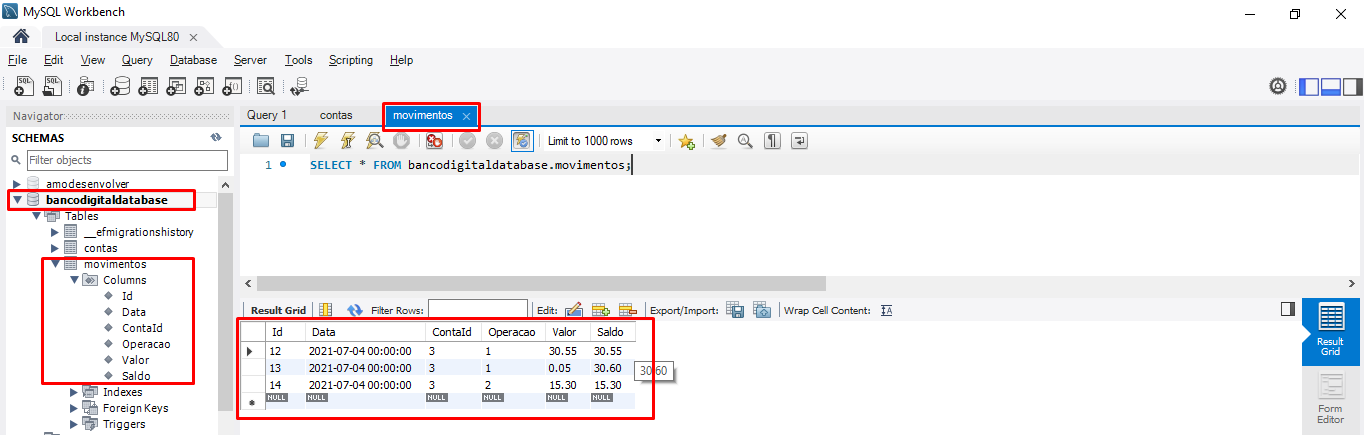 MySQL Workbench
Local instance MySQL80
File Edit View Query Database Server Tools Scripting Help
Navigator
SCHEMAS
Filter objects
amodesenvolver
bancodigitaldatabase
Tables
__efmigrationshistory
contas
movimentos
Columns
Id
Data
ContaId
Operacao
Valor
Saldo
Indexes
Foreign Keys
Triggers
Query 1 contas movimentos
Limit to 1000 rows
1 SELECT * FROM bancodigitaldatabase.movimentos;
Result Grid Filter Rows: Edit: Export/Import: Wrap Cell Content:
Id Data ContaId Operacao Valor Saldo
12 2021-07-04 00:00:00 3 1 30.55 30.55
13 2021-07-04 00:00:00 3 1 0.05 30.60
14 2021-07-04 00:00:00 3 2 15.30 15.30
NULL NULL NULL NULL NULL NULL
30.60
Result
Grid
Form
Editor